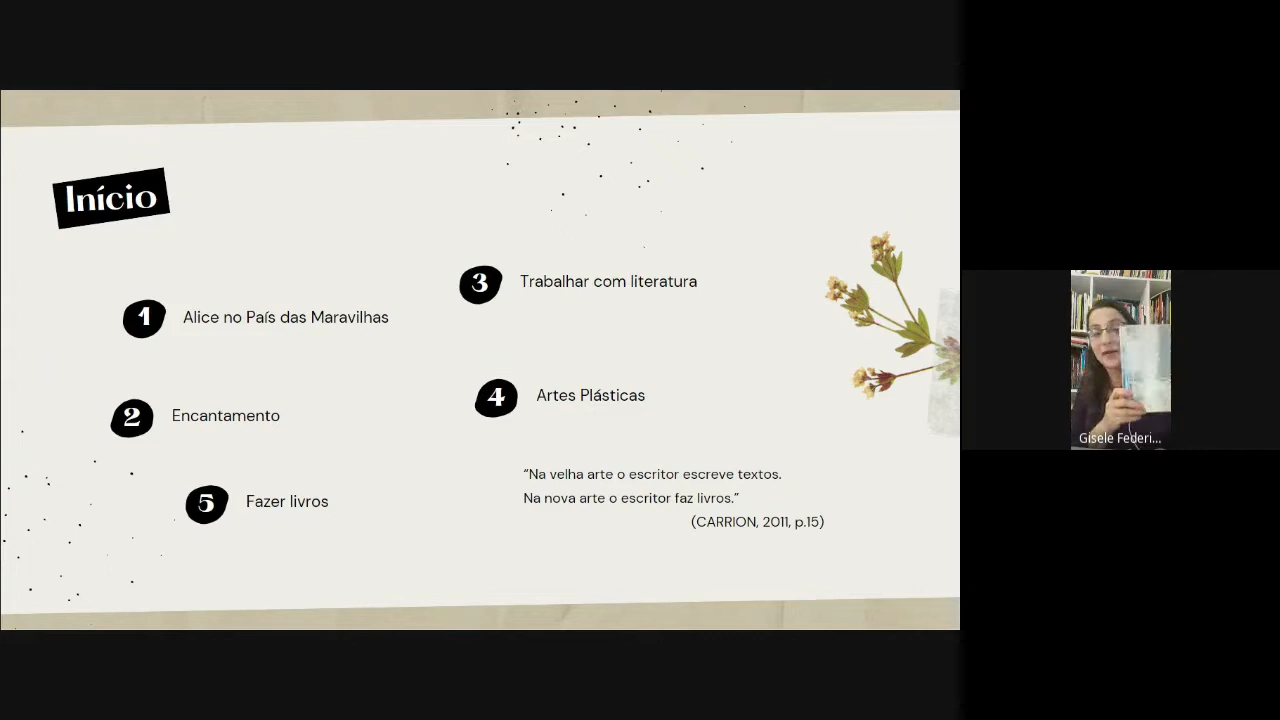 Início
1 Alice no País das Maravilhas
2 Encantamento
5 Fazer livros
3 Trabalhar com literatura
4 Artes Plásticas
“Na velha arte o escritor escreve textos.
Na nova arte o escritor faz livros.”
(CARRION, 2011, p.15)
Gisele Federi...